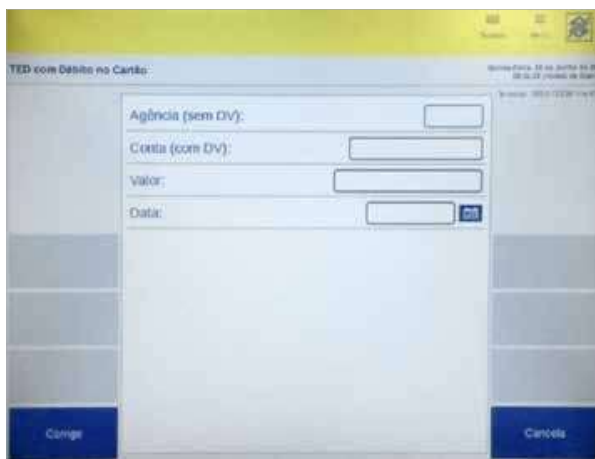 TED com Débito no Cartão
Agência (sem DV):
Conta (com DV):
Valor:
Data:
Corrige
Cancela